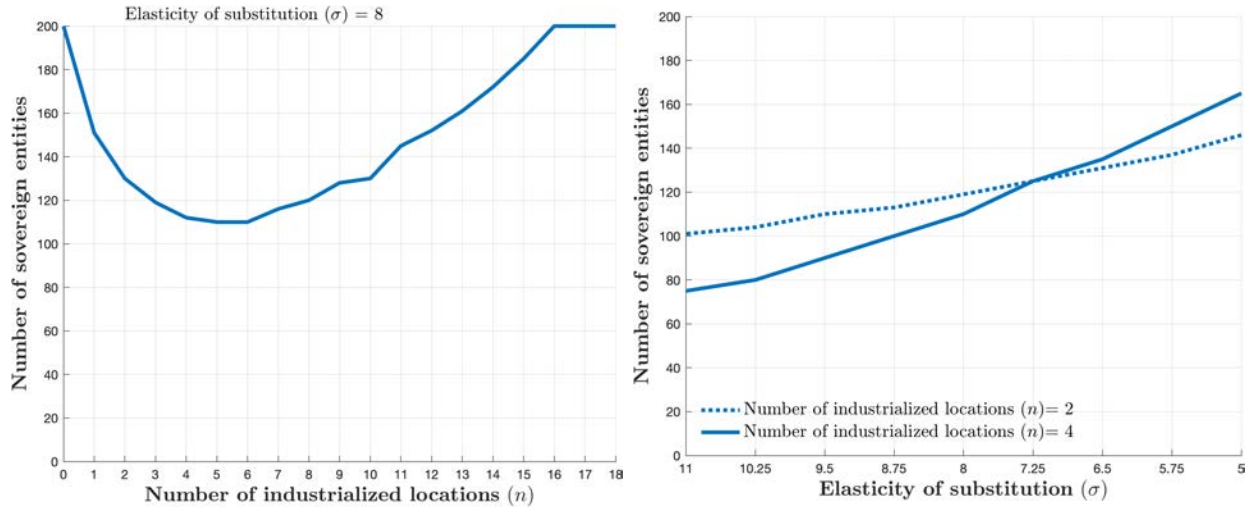 Elasticity of substitution (σ) = 8
Number of sovereign entities
200
180
160
140
120
100
80
60
40
20
0
0 1 2 3 4 5 6 7 8 9 10 11 12 13 14 15 16 17 18
Number of industrialized locations (n)
Number of sovereign entities
200
180
160
140
120
100
80
60
40
20
0
Number of industrialized locations (n)= 2
Number of industrialized locations (n)= 4
11 10.25 9.5 8.75 8 7.25 6.5 5.75 5
Elasticity of substitution (σ)